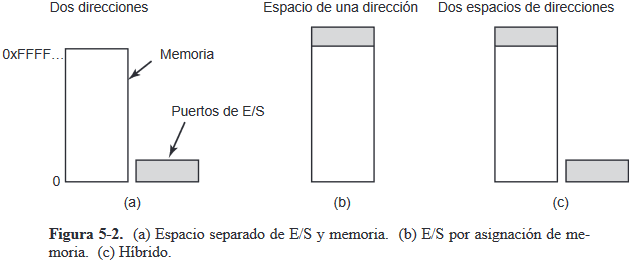 Dos direcciones
Espacio de una dirección
Dos espacios de direcciones
0xFFFF…
Memoria
Puertos de E/S
0
(a)
(b)
(c)
Figura 5-2. (a) Espacio separado de E/S y memoria. (b) E/S por asignación de me-
moria. (c) Híbrido.